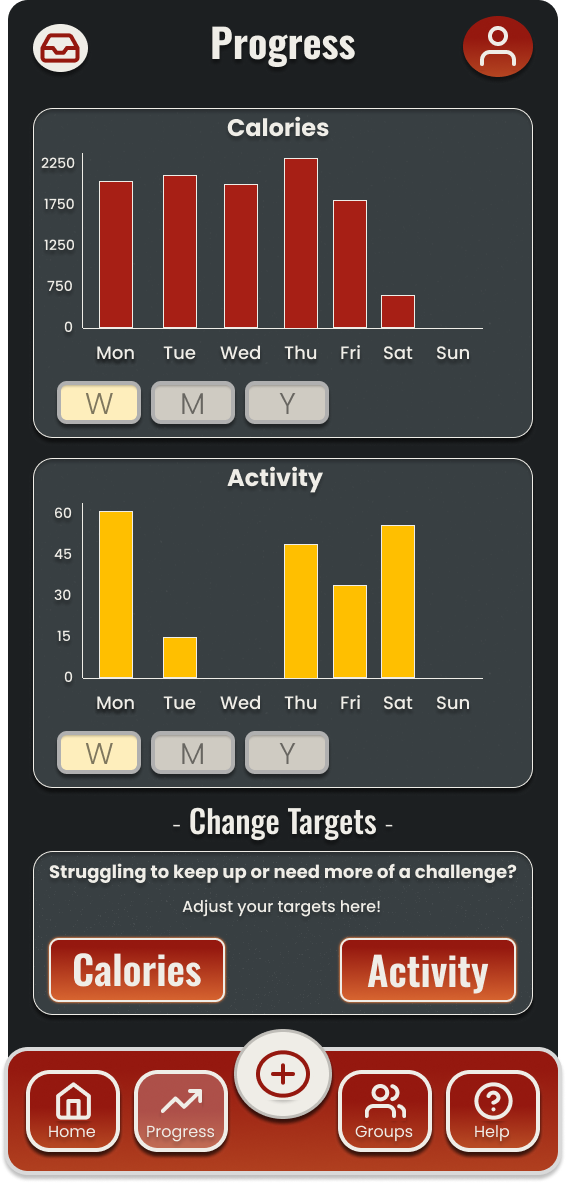 Progress
Calories
2250
1750
1250
750
0
Mon Tue Wed Thu Fri Sat Sun
W M Y
Activity
60
45
30
15
0
Mon Tue Wed Thu Fri Sat Sun
W M Y
- Change Targets -
Struggling to keep up or need more of a challenge?
Adjust your targets here!
Calories Activity
Home Progress Groups Help